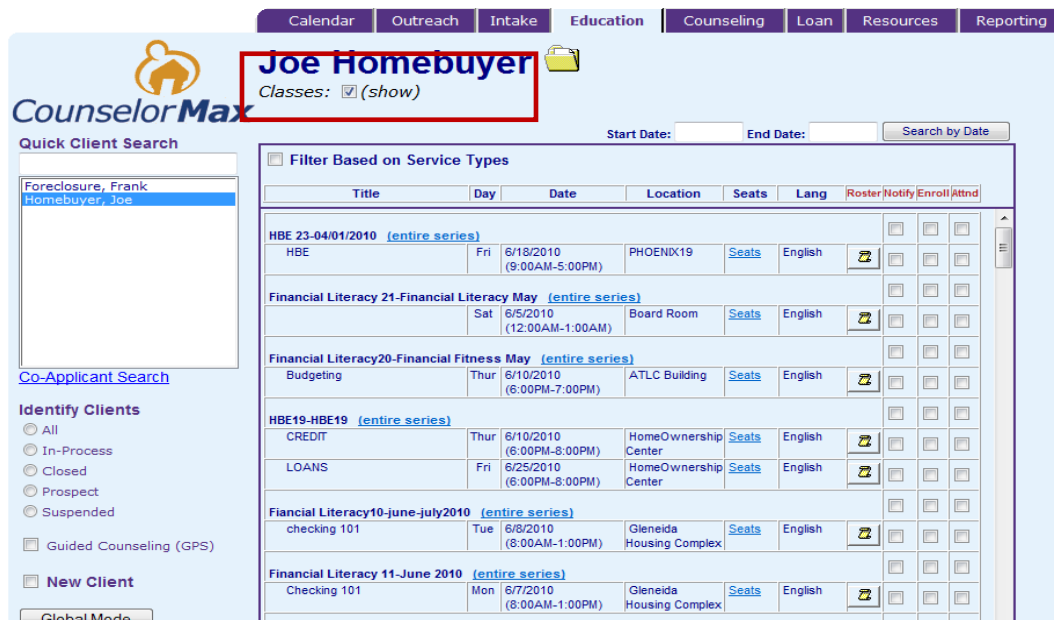 Calendar Outreach Intake Education Counseling Loan Resources Reporting
CounselorMax
Joe Homebuyer
Classes: (show)
Quick Client Search
Foreclosure, Frank
Homebuyer, Joe
Co-Applicant Search
Identify Clients
All
In-Process
Closed
Prospect
Suspended
Guided Counseling (GPS)
New Client
Global Mode
Start Date: End Date: Search by Date
Filter Based on Service Types
Title Day Date Location Seats Lang Roster Notify Enroll Attnd
HBE 23-04/01/2010 (entire series)
HBE Fri 6/18/2010 PHOENIX19 Seats English
(9:00AM-5:00PM)
Financial Literacy 21-Financial Literacy May (entire series)
Sat 6/5/2010 Board Room Seats English
(12:00AM-1:00AM)
Financial Literacy20-Financial Fitness May (entire series)
Budgeting Thur 6/10/2010 ATLC Building Seats English
(6:00PM-7:00PM)
HBE19-HBE19 (entire series)
CREDIT Thur 6/10/2010 HomeOwnership Seats English
(6:00PM-8:00PM) Center
LOANS Fri 6/25/2010 HomeOwnership Seats English
(6:00PM-8:00PM) Center
Fiancial Literacy10-june-july2010 (entire series)
checking 101 Tue 6/8/2010 Gleneida Seats English
(8:00AM-1:00PM) Housing Complex
Financial Literacy 11-June 2010 (entire series)
Checking 101 Mon 6/7/2010 Gleneida Seats English
(8:00AM-1:00PM) Housing Complex